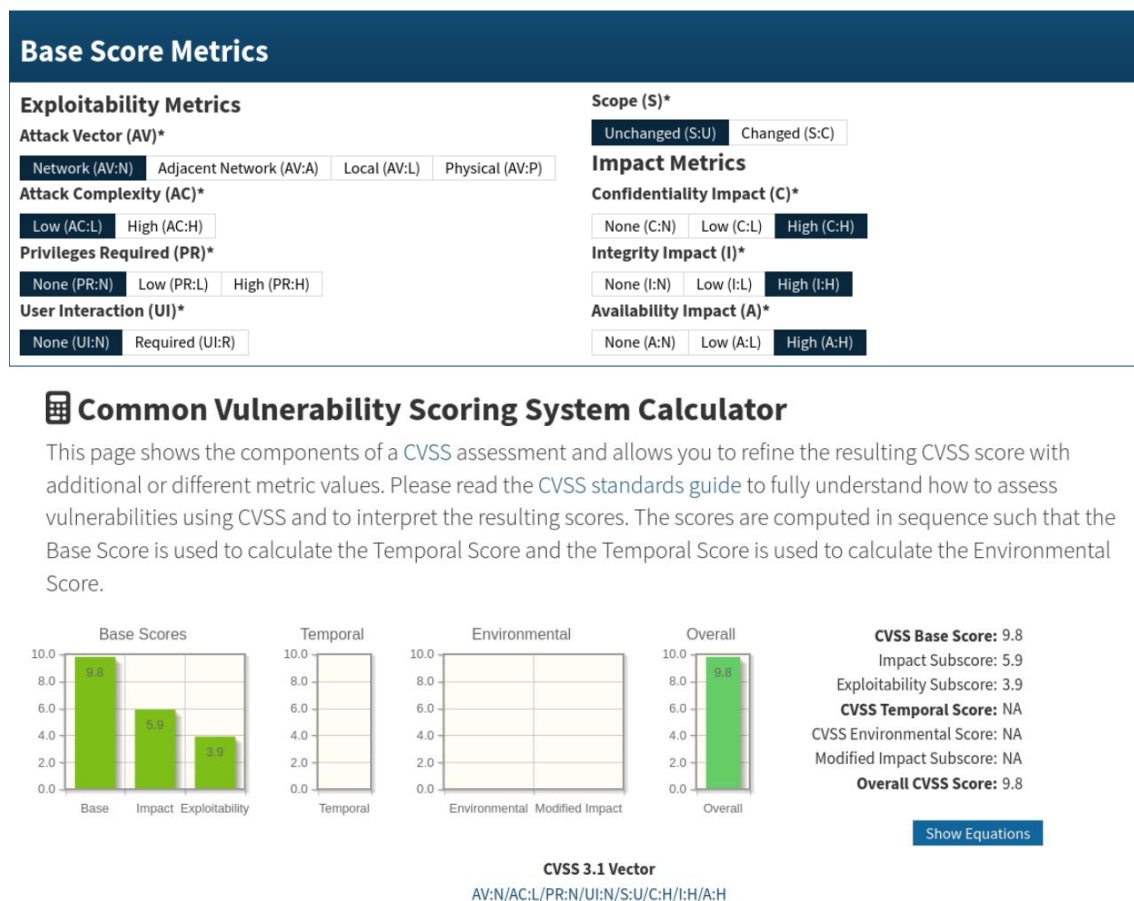 Base Score Metrics
Exploitability Metrics
Attack Vector (AV)*
Network (AV:N) Adjacent Network (AV:A) Local (AV:L) Physical (AV:P)
Attack Complexity (AC)*
Low (AC:L) High (AC:H)
Privileges Required (PR)*
None (PR:N) Low (PR:L) High (PR:H)
User Interaction (UI)*
None (UI:N) Required (UI:R)
Scope (S)*
Unchanged (S:U) Changed (S:C)
Impact Metrics
Confidentiality Impact (C)*
None (C:N) Low (C:L) High (C:H)
Integrity Impact (I)*
None (I:N) Low (I:L) High (I:H)
Availability Impact (A)*
None (A:N) Low (A:L) High (A:H)
Common Vulnerability Scoring System Calculator
This page shows the components of a CVSS assessment and allows you to refine the resulting CVSS score with
additional or different metric values. Please read the CVSS standards guide to fully understand how to assess
vulnerabilities using CVSS and to interpret the resulting scores. The scores are computed in sequence such that the
Base Score is used to calculate the Temporal Score and the Temporal Score is used to calculate the Environmental
Score.
Base Scores
10.0
8.0
6.0
4.0
2.0
0.0
9.8
5.9
3.9
Base Impact Exploitability
Temporal
10.0
8.0
6.0
4.0
2.0
0.0
Temporal
Environmental
10.0
8.0
6.0
4.0
2.0
0.0
Environmental Modified Impact
Overall
10.0
8.0
6.0
4.0
2.0
0.0
9.8
Overall
CVSS Base Score: 9.8
Impact Subscore: 5.9
Exploitability Subscore: 3.9
CVSS Temporal Score: NA
CVSS Environmental Score: NA
Modified Impact Subscore: NA
Overall CVSS Score: 9.8
Show Equations
CVSS 3.1 Vector
AV:N/AC:L/PR:N/UI:N/S:U/C:H/I:H/A:H